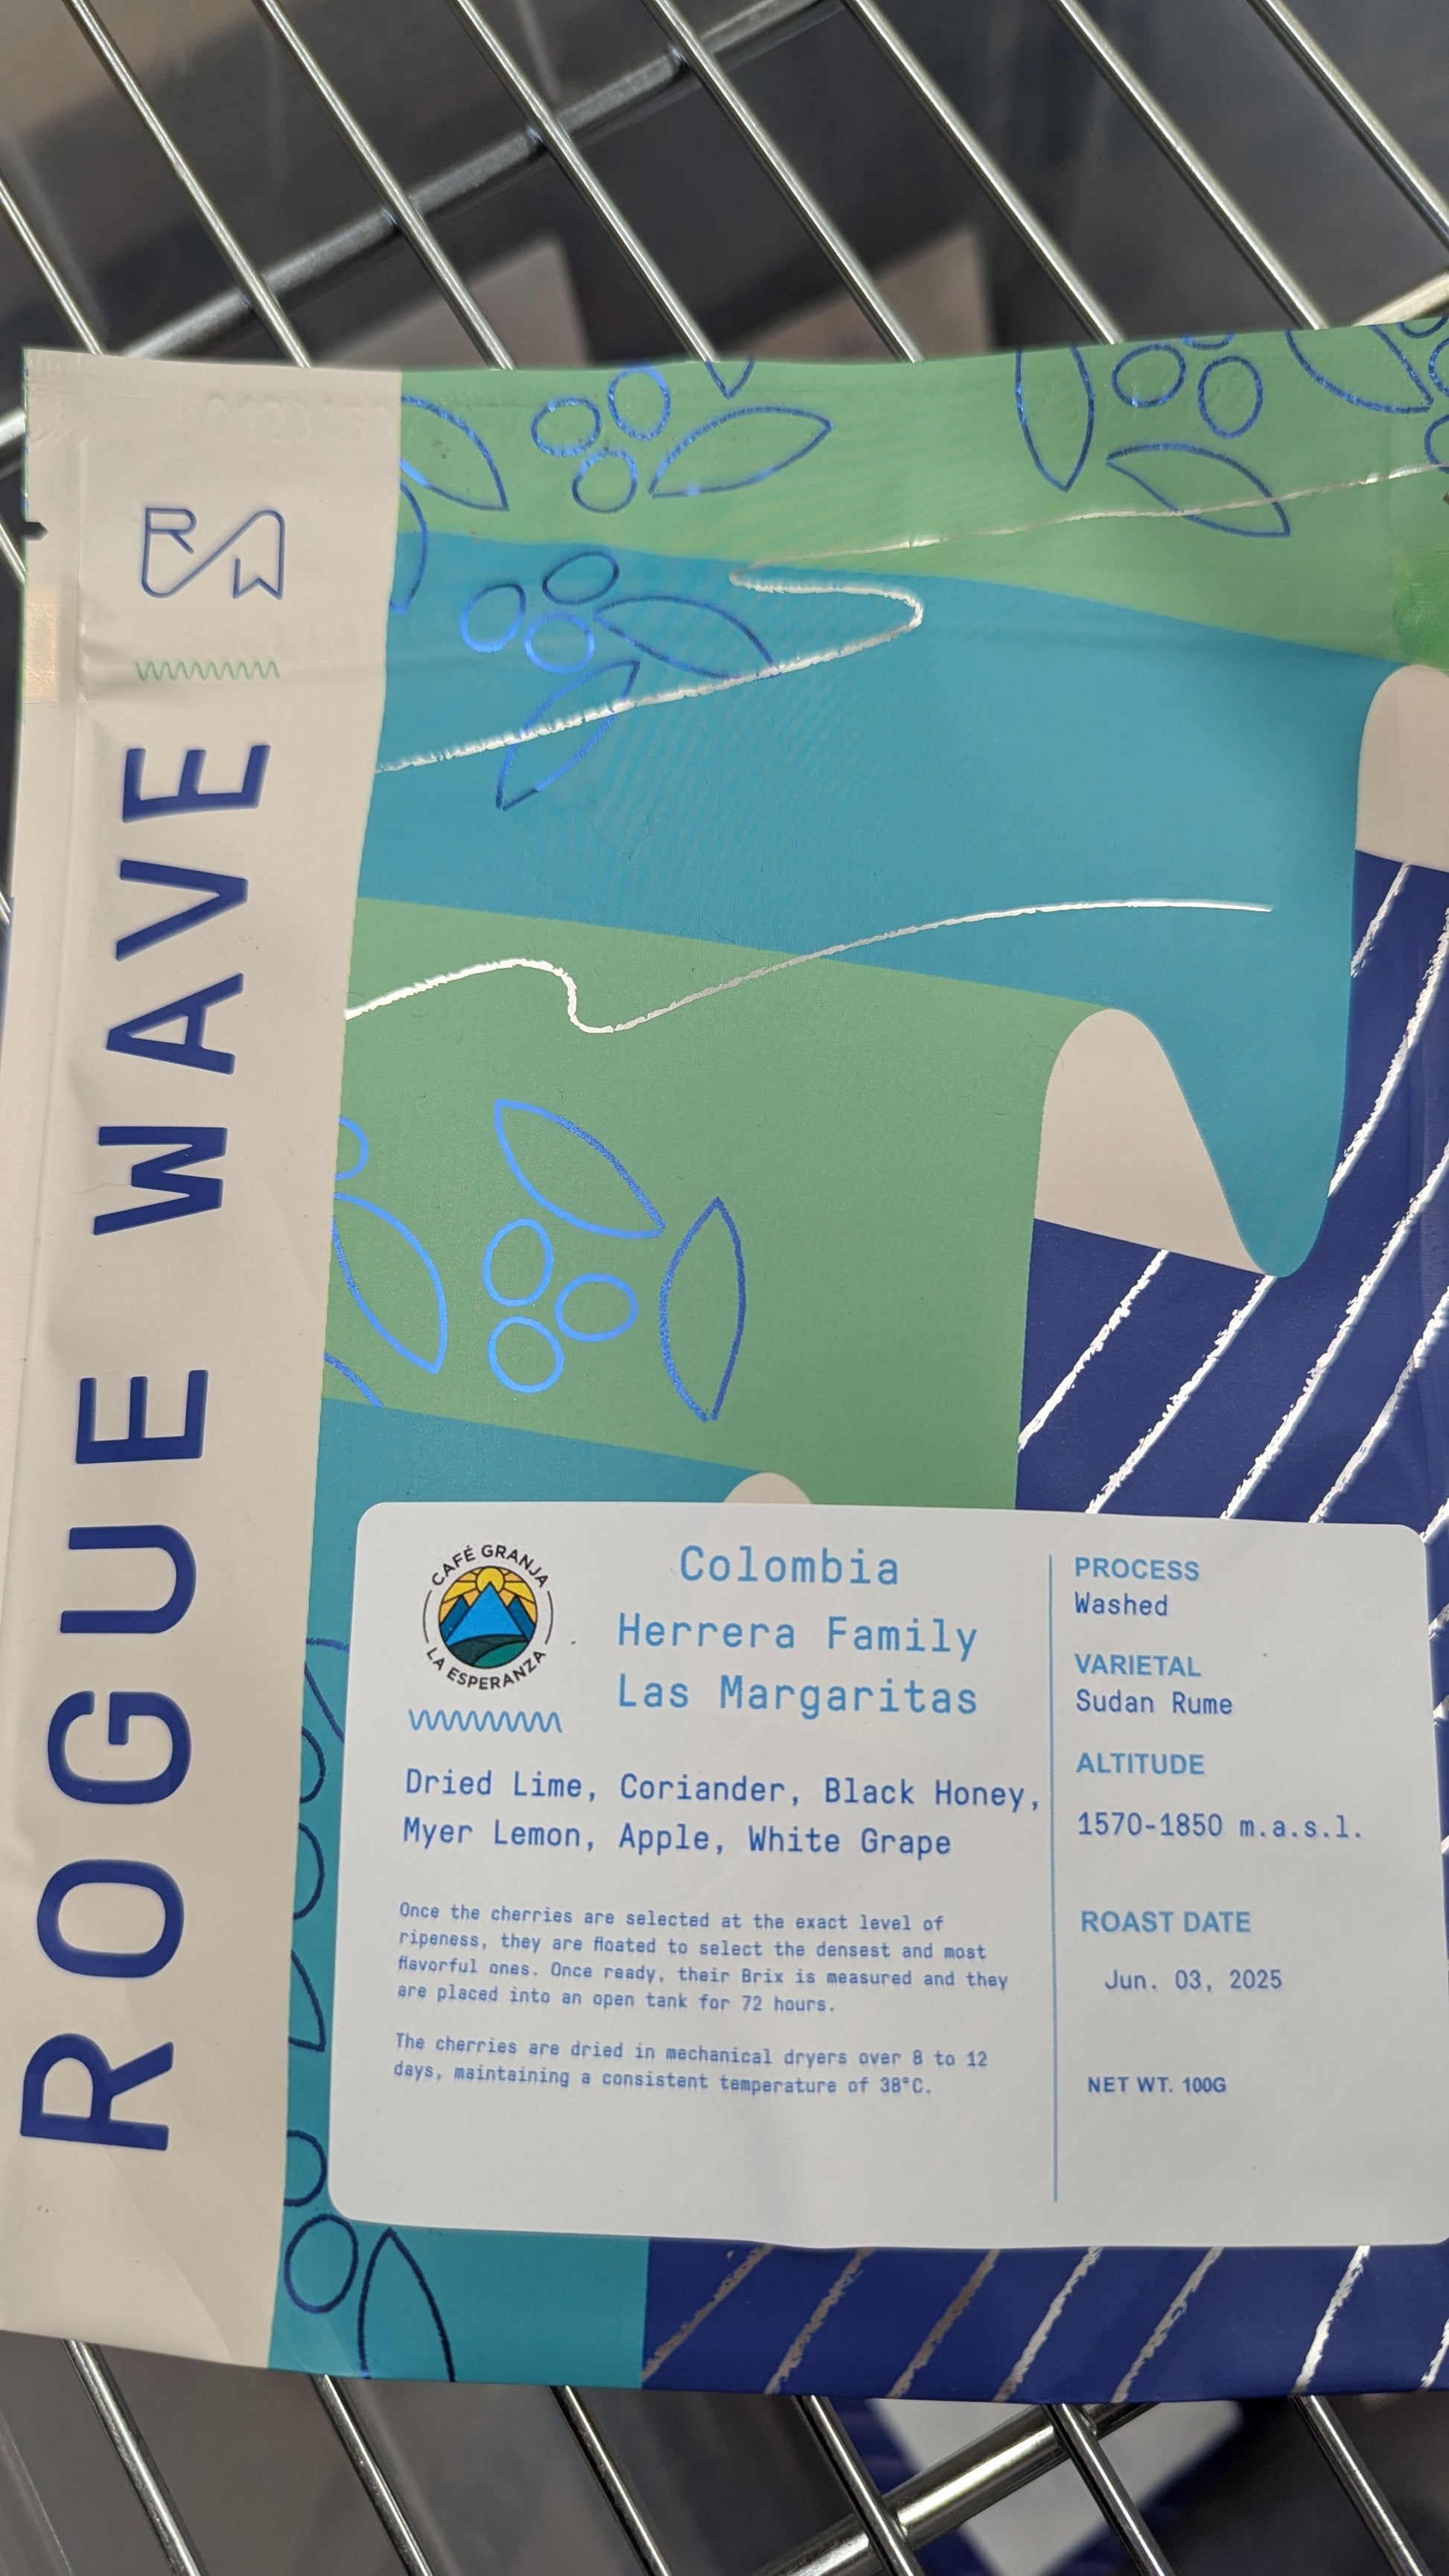 RW
ROGUE WAVE
CAFÉ GRANJA
LA ESPERANZA
Colombia
Herrera Family
Las Margaritas
Dried Lime, Coriander, Black Honey,
Myer Lemon, Apple, White Grape
Once the cherries are selected at the exact level of
ripeness, they are floated to select the densest and most
flavorful ones. Once ready, their Brix is measured and they
are placed into an open tank for 72 hours.
The cherries are dried in mechanical dryers over 8 to 12
days, maintaining a consistent temperature of 38°C.
PROCESS
Washed
VARIETAL
Sudan Rume
ALTITUDE
1570-1850 m.a.s.l.
ROAST DATE
Jun. 03, 2025
NET WT. 100G